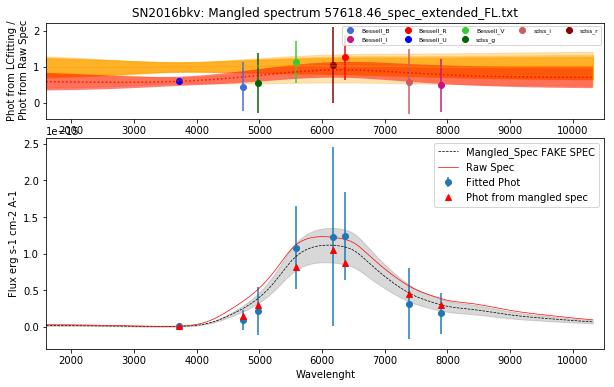 SN2016bkv: Mangled spectrum 57618.46_spec_extended_FL.txt
Phot from LCfitting /
Phot from Raw Spec
2
1
0
Bessell_B
Bessell_I
Bessell_R
Bessell_U
Bessell_V
sdss_g
sdss_i
sdss_r
2000 3000 4000 5000 6000 7000 8000 9000 10000
1e−15
Flux erg s-1 cm-2 A-1
2.5
2.0
1.5
1.0
0.5
0.0
Mangled_Spec FAKE SPEC
Raw Spec
Fitted Phot
Phot from mangled spec
2000 3000 4000 5000 6000 7000 8000 9000 10000
Wavelenght